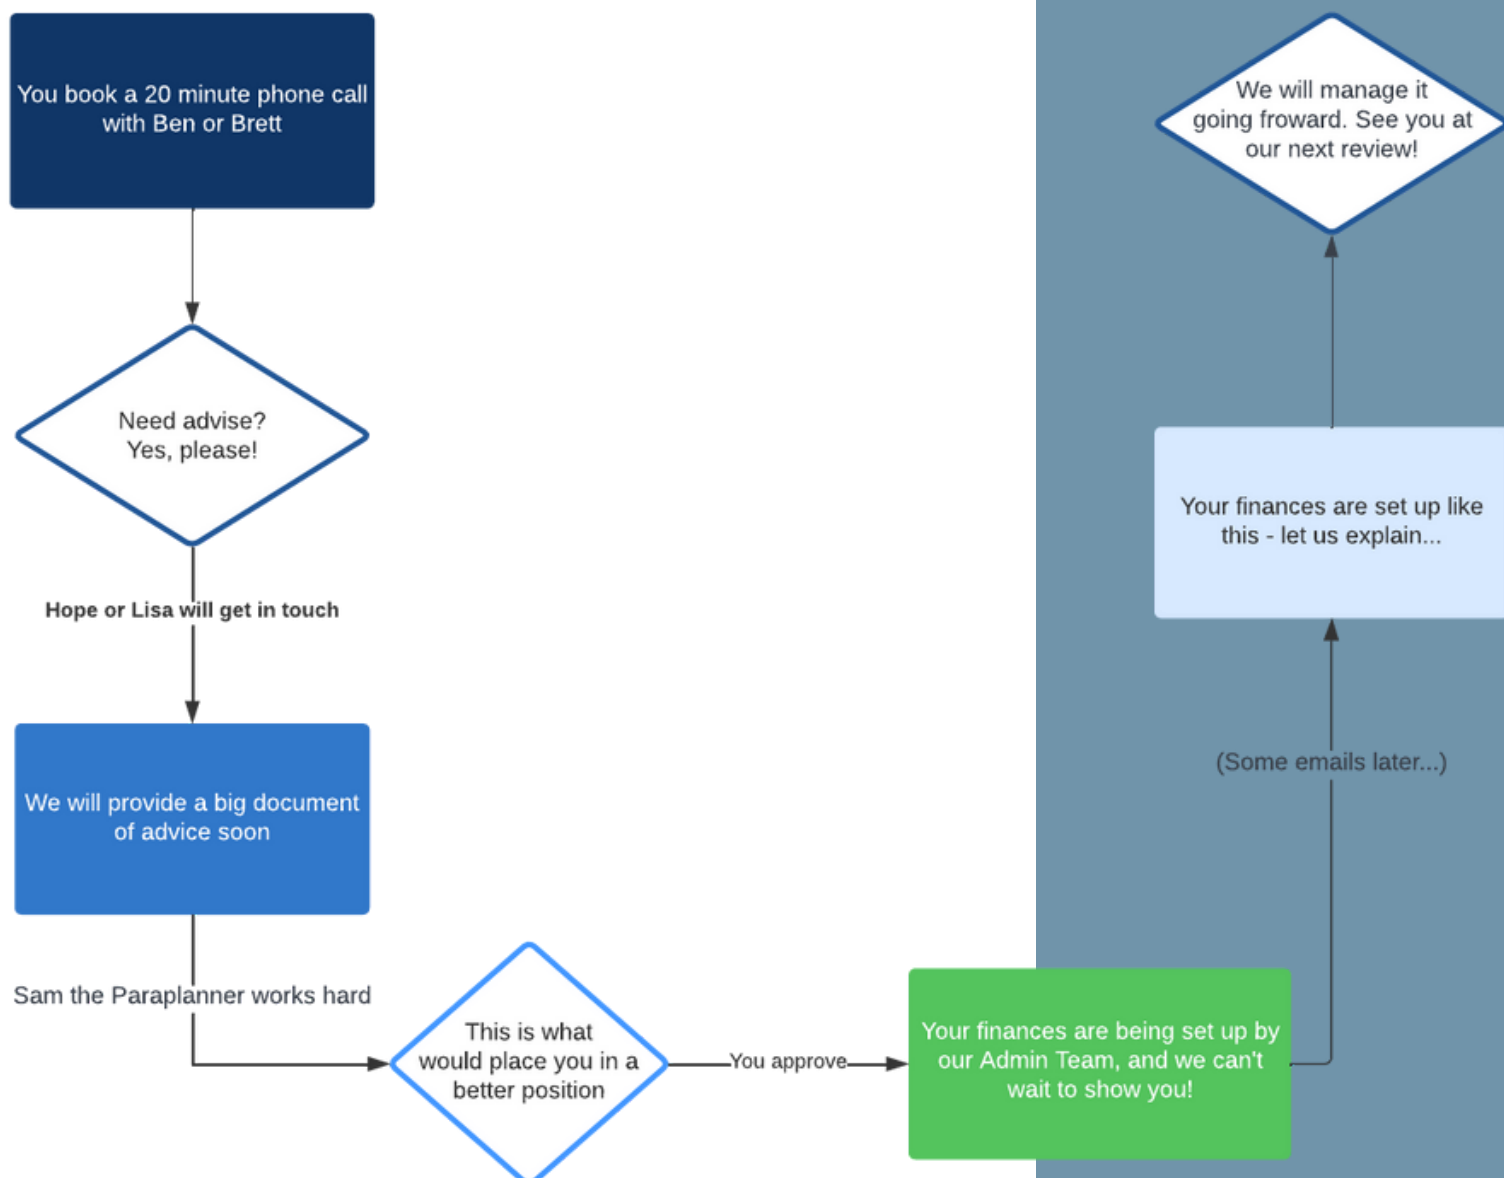 You book a 20 minute phone call
with Ben or Brett
Need advise?
Yes, please!
Hope or Lisa will get in touch
We will provide a big document
of advice soon
Sam the Paraplanner works hard
This is what
would place you in a
better position
You approve
Your finances are being set up by
our Admin Team, and we can't
wait to show you!
(Some emails later...)
Your finances are set up like
this - let us explain...
We will manage it
going froward. See you at
our next review!